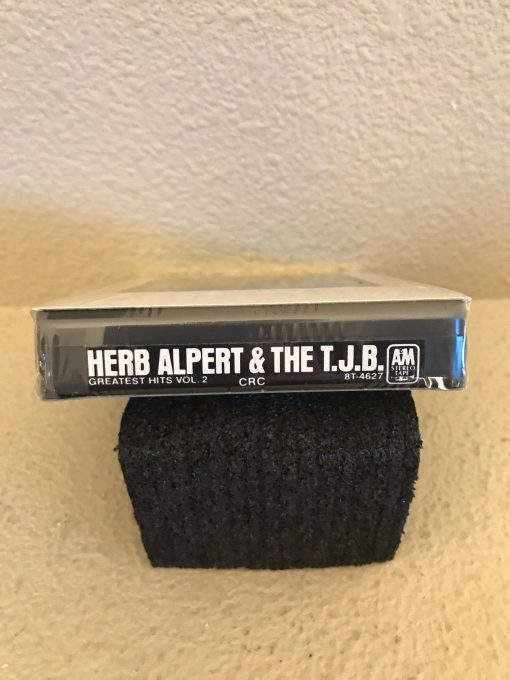 HERB ALPERT & THE T.J.B.
GREATEST HITS VOL. 2 CRC 8T-4627
A&M
STEREO
TAPE